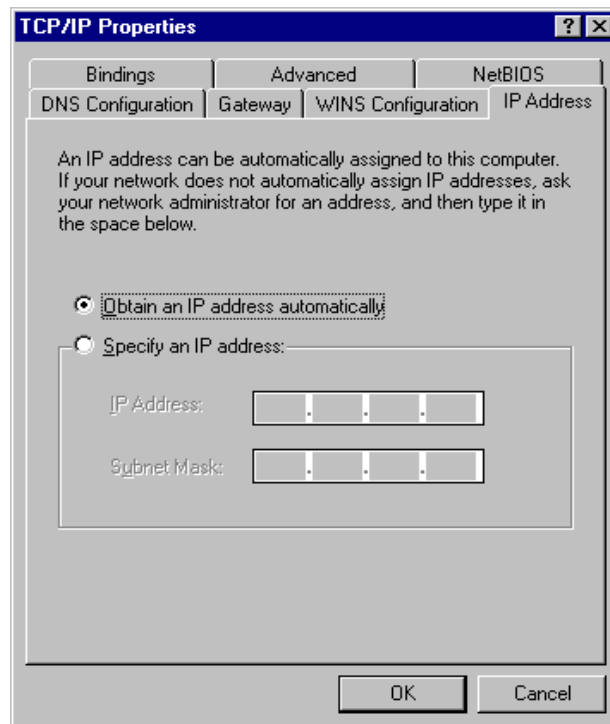 TCP/IP Properties
Bindings Advanced NetBIOS
DNS Configuration Gateway WINS Configuration IP Address
An IP address can be automatically assigned to this computer.
If your network does not automatically assign IP addresses, ask
your network administrator for an address, and then type it in
the space below.
Obtain an IP address automatically
Specify an IP address:
IP Address:
Subnet Mask:
OK Cancel